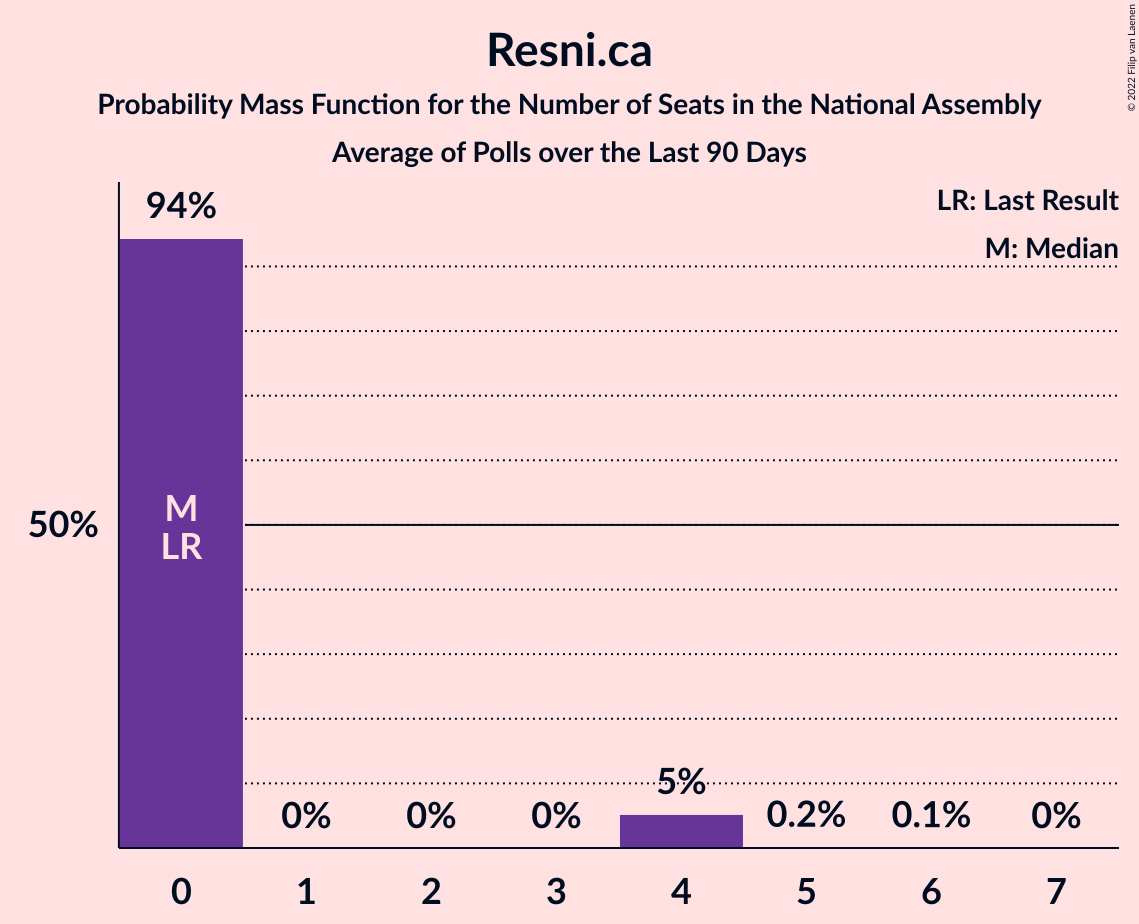 Resni.ca
Probability Mass Function for the Number of Seats in the National Assembly
Average of Polls over the Last 90 Days
© 2022 Filip van Laenen
LR: Last Result
M: Median
94%
50%
M
LR
0%
0%
0%
5%
0.2%
0.1%
0%
0 1 2 3 4 5 6 7